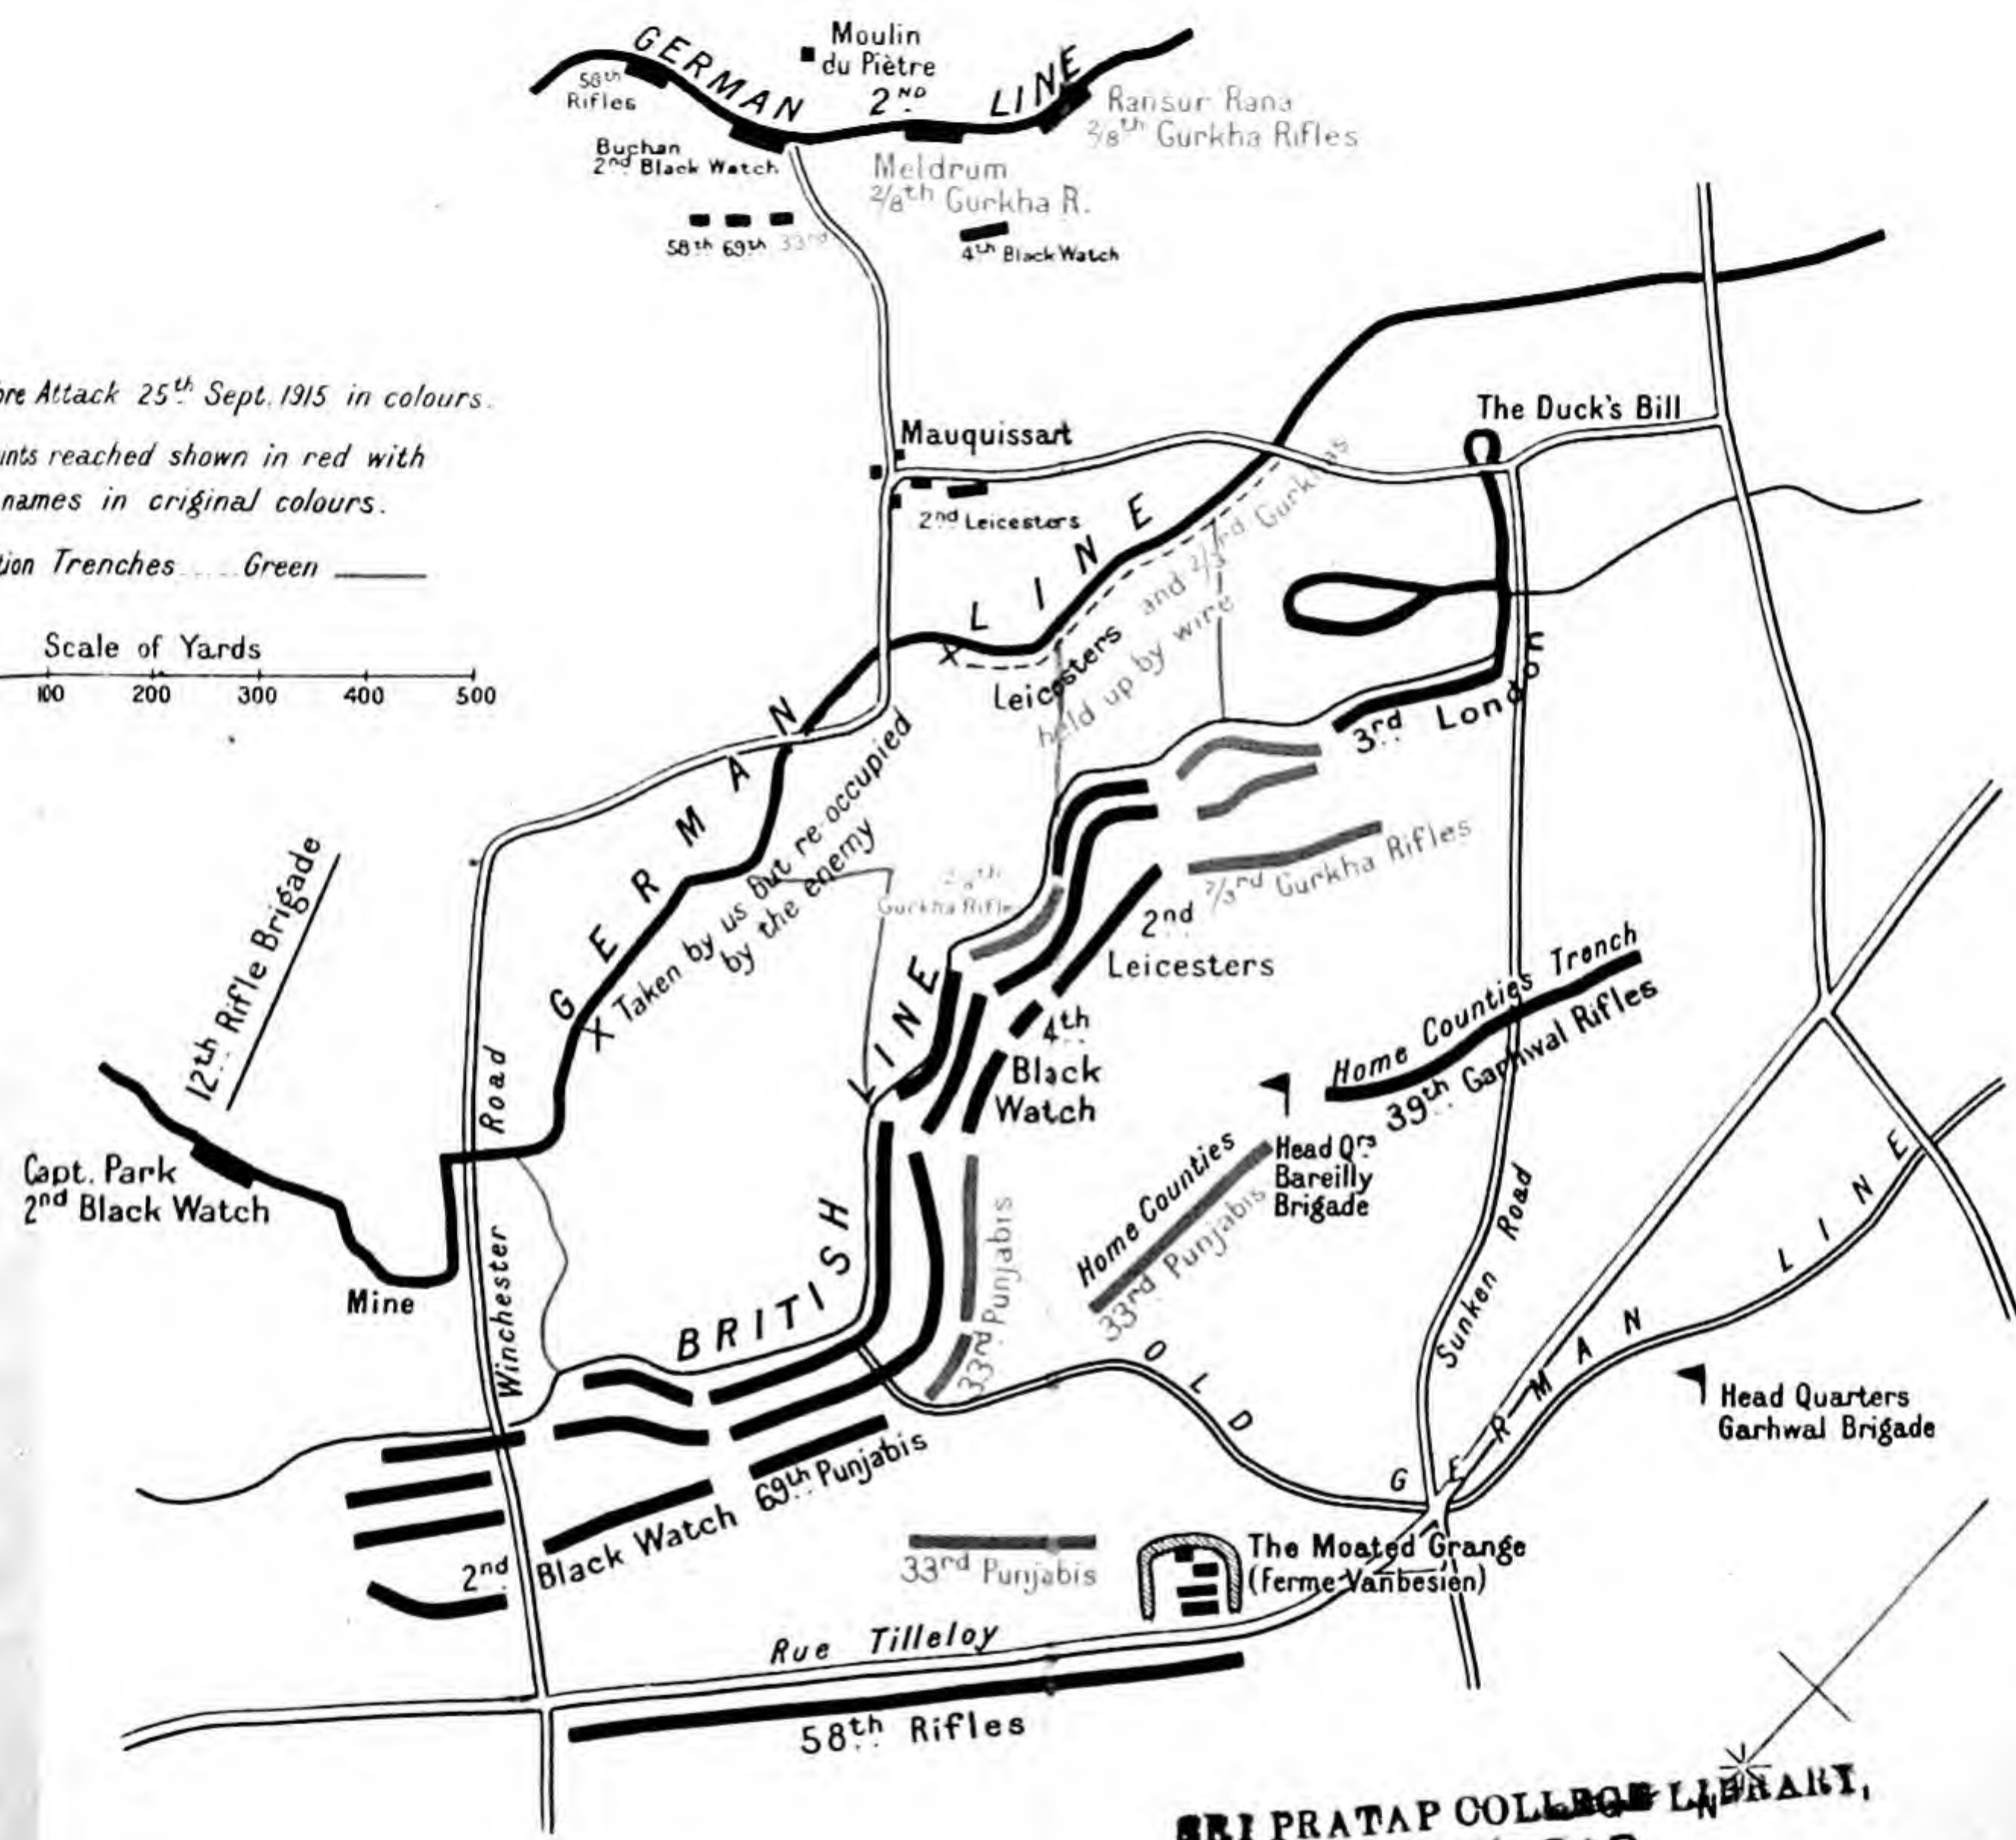 GERMAN 2ND LINE
Moulin
du Piètre
58th
Rifles
Ransur Rana
2/8th Gurkha Rifles
Buchan
2nd Black Watch
Meldrum
2/8th Gurkha R.
58th 69th 33rd
4th Black Watch
ore Attack 25th Sept. 1915 in colours.
ints reached shown in red with
names in original colours.
tion Trenches .... Green
Scale of Yards
100 200 300 400 500
The Duck's Bill
Mauquissart
2nd Leicesters
GERMAN LINE
Leicesters and 2/3rd Gurkhas
held up by wire
3rd London
Taken by us but re-occupied
by the enemy
Gurkha Rifle
2/3rd Gurkha Rifles
2nd
Leicesters
12th Rifle Brigade
4th
Black
Watch
Home Counties Trench
39th Garhwal Rifles
Capt. Park
2nd Black Watch
Mine
Winchester Road
BRITISH LINE
33rd Punjabis
33rd Punjabis
Home Counties
33rd Punjabis
Head Qrs
Bareilly
Brigade
Sunken Road
OLD GERMAN LINE
Head Quarters
Garhwal Brigade
2nd Black Watch
69th Punjabis
33rd Punjabis
The Moated Grange
(Ferme Vanbesien)
Rue Tilleloy
58th Rifles
N
SRI PRATAP COLLEGE LIBRARY,